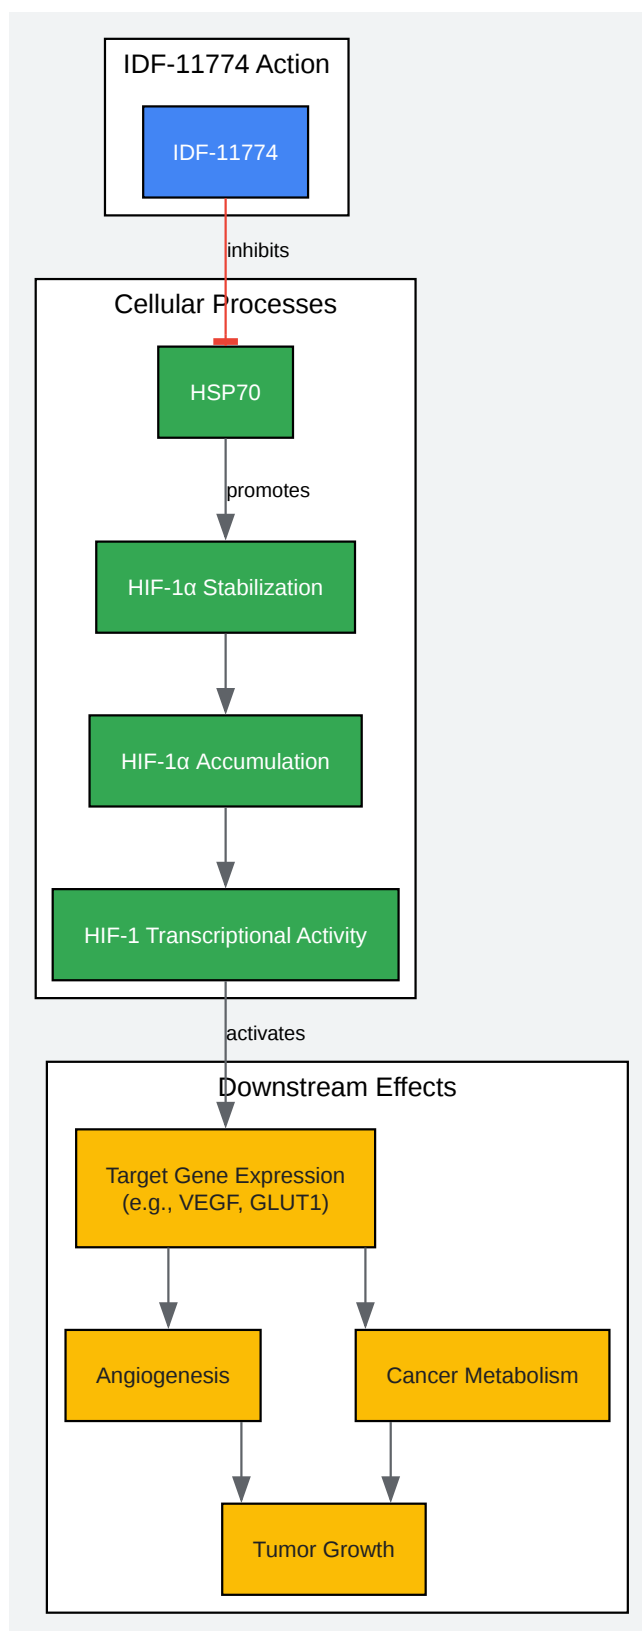 IDF-11774 Action
IDF-11774
inhibits
Cellular Processes
HSP70
promotes
HIF-1α Stabilization
HIF-1α Accumulation
HIF-1 Transcriptional Activity
activates
Downstream Effects
Target Gene Expression
(e.g., VEGF, GLUT1)
Angiogenesis
Cancer Metabolism
Tumor Growth